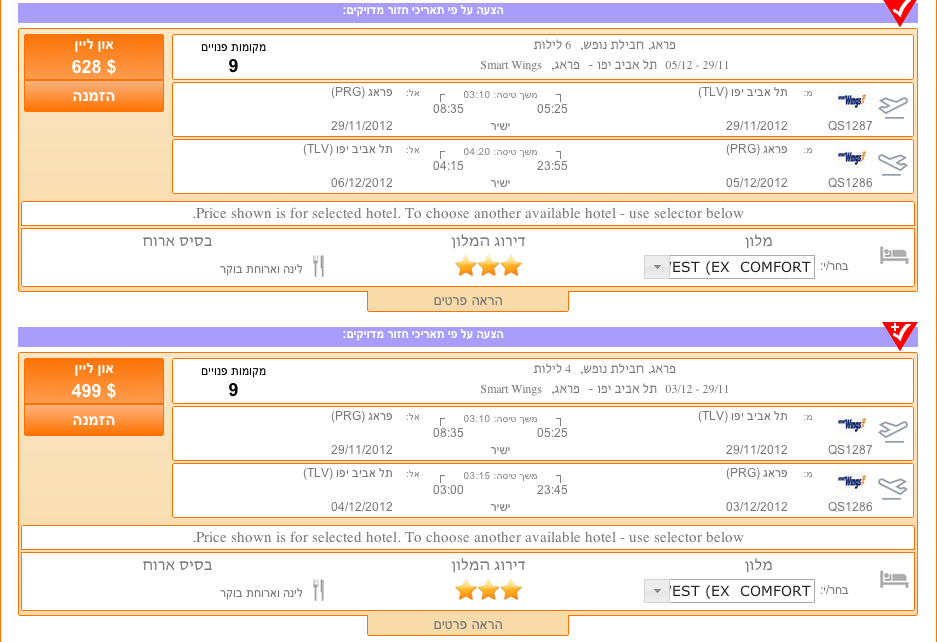 הצעה על פי תאריכי חזור מדויקים:
און ליין
628 $
הזמנה
מקומות פנויים
9
פראג, חבילת נופש, 6 לילות
29/11 - 05/12 תל אביב יפו - פראג, Smart Wings
smart Wings מ: תל אביב יפו (TLV) משך טיסה: 03:10 אל: פראג (PRG)
05:25 08:35
QS1287 29/11/2012 ישיר 29/11/2012
smart Wings מ: פראג (PRG) משך טיסה: 04:20 אל: תל אביב יפו (TLV)
23:55 04:15
QS1286 05/12/2012 ישיר 06/12/2012
Price shown is for selected hotel. To choose another available hotel - use selector below.
מלון דירוג המלון בסיס ארוח
בחר/י: EST (EX COMFORT לינה וארוחת בוקר
הראה פרטים
הצעה על פי תאריכי חזור מדויקים:
און ליין
499 $
הזמנה
מקומות פנויים
9
פראג, חבילת נופש, 4 לילות
29/11 - 03/12 תל אביב יפו - פראג, Smart Wings
smart Wings מ: תל אביב יפו (TLV) משך טיסה: 03:10 אל: פראג (PRG)
05:25 08:35
QS1287 29/11/2012 ישיר 29/11/2012
smart Wings מ: פראג (PRG) משך טיסה: 03:15 אל: תל אביב יפו (TLV)
23:45 03:00
QS1286 03/12/2012 ישיר 04/12/2012
Price shown is for selected hotel. To choose another available hotel - use selector below.
מלון דירוג המלון בסיס ארוח
בחר/י: EST (EX COMFORT לינה וארוחת בוקר
הראה פרטים